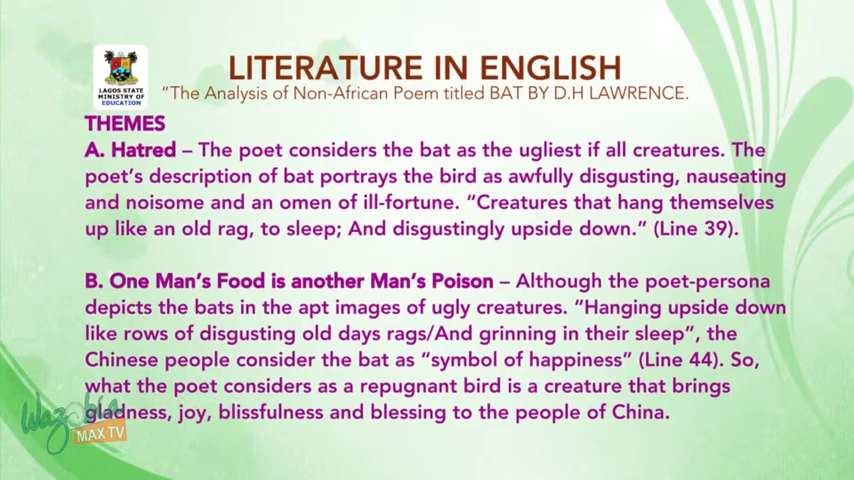 LAGOS STATE
MINISTRY OF
EDUCATION
LITERATURE IN ENGLISH
“The Analysis of Non-African Poem titled BAT BY D.H LAWRENCE.
THEMES
A. Hatred – The poet considers the bat as the ugliest if all creatures. The
poet’s description of bat portrays the bird as awfully disgusting, nauseating
and noisome and an omen of ill-fortune. “Creatures that hang themselves
up like an old rag, to sleep; And disgustingly upside down.” (Line 39).
B. One Man’s Food is another Man’s Poison – Although the poet-persona
depicts the bats in the apt images of ugly creatures. “Hanging upside down
like rows of disgusting old days rags/And grinning in their sleep”, the
Chinese people consider the bat as “symbol of happiness” (Line 44). So,
what the poet considers as a repugnant bird is a creature that brings
gladness, joy, blissfulness and blessing to the people of China.
Wazobia
MAX TV